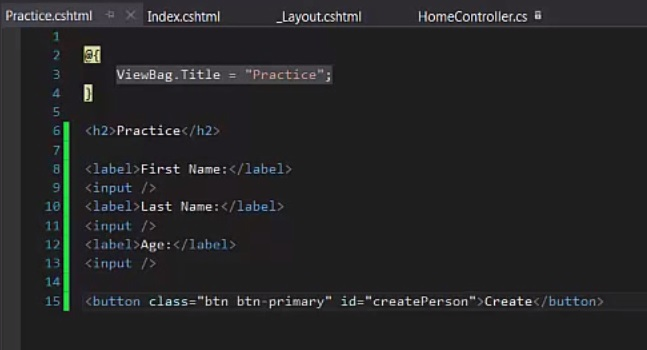 Practice.cshtml Index.cshtml _Layout.cshtml HomeController.cs
1
2 @{
3 ViewBag.Title = "Practice";
4 }
5
6 <h2>Practice</h2>
7
8 <label>First Name:</label>
9 <input />
10 <label>Last Name:</label>
11 <input />
12 <label>Age:</label>
13 <input />
14
15 <button class="btn btn-primary" id="createPerson">Create</button>